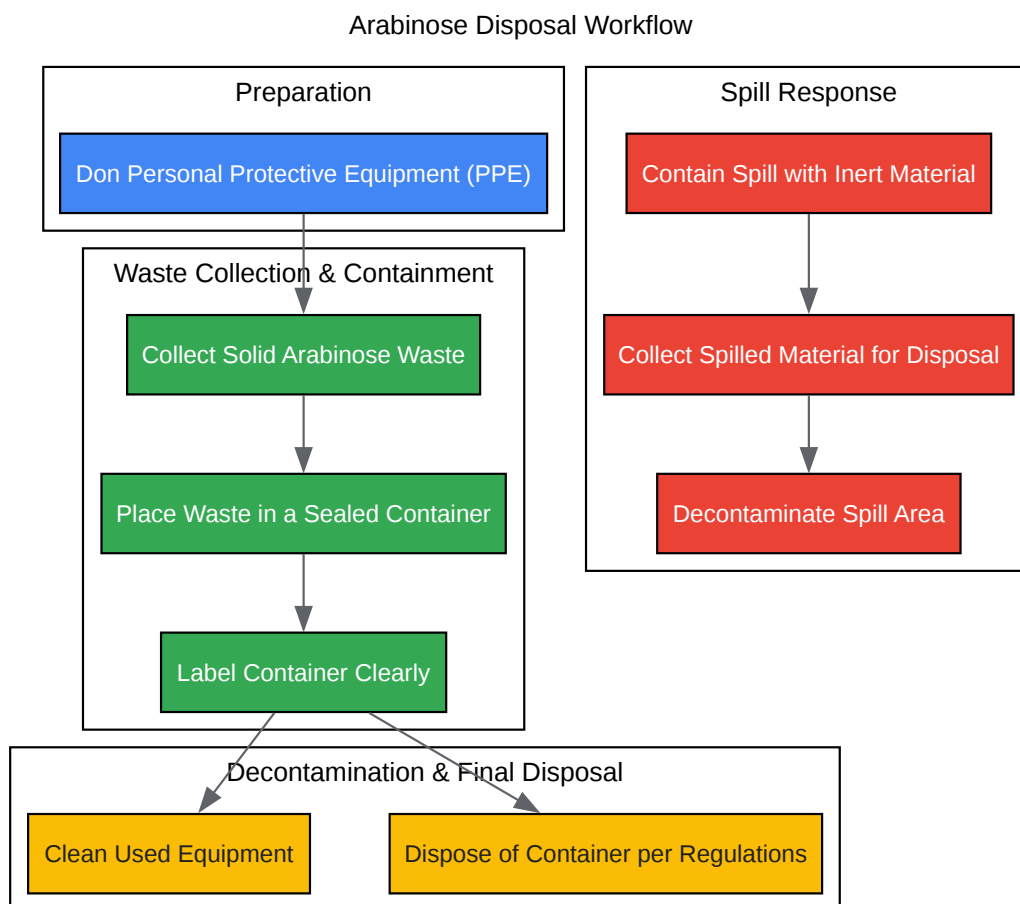 Arabinose Disposal Workflow
Preparation
Don Personal Protective Equipment (PPE)
Waste Collection & Containment
Collect Solid Arabinose Waste
Place Waste in a Sealed Container
Label Container Clearly
Decontamination & Final Disposal
Clean Used Equipment
Dispose of Container per Regulations
Spill Response
Contain Spill with Inert Material
Collect Spilled Material for Disposal
Decontaminate Spill Area